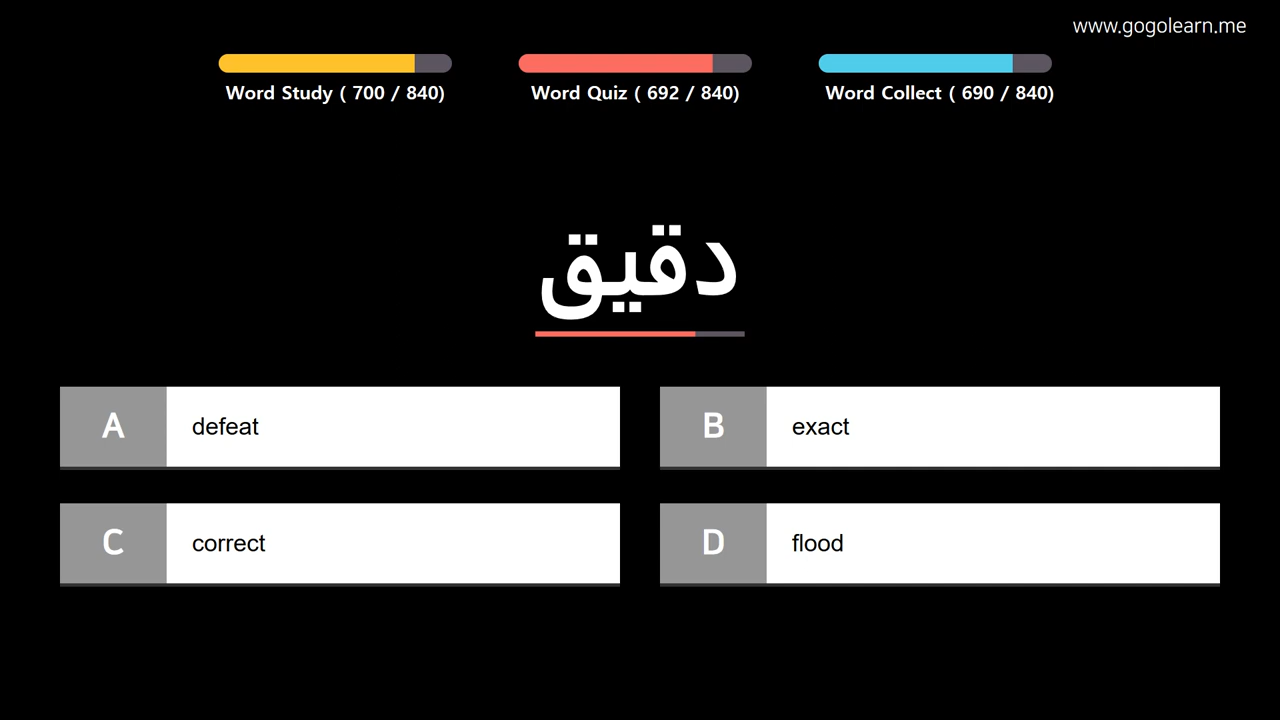 www.gogolearn.me
Word Study ( 700 / 840)
Word Quiz ( 692 / 840)
Word Collect ( 690 / 840)
دقيق
A defeat
B exact
C correct
D flood